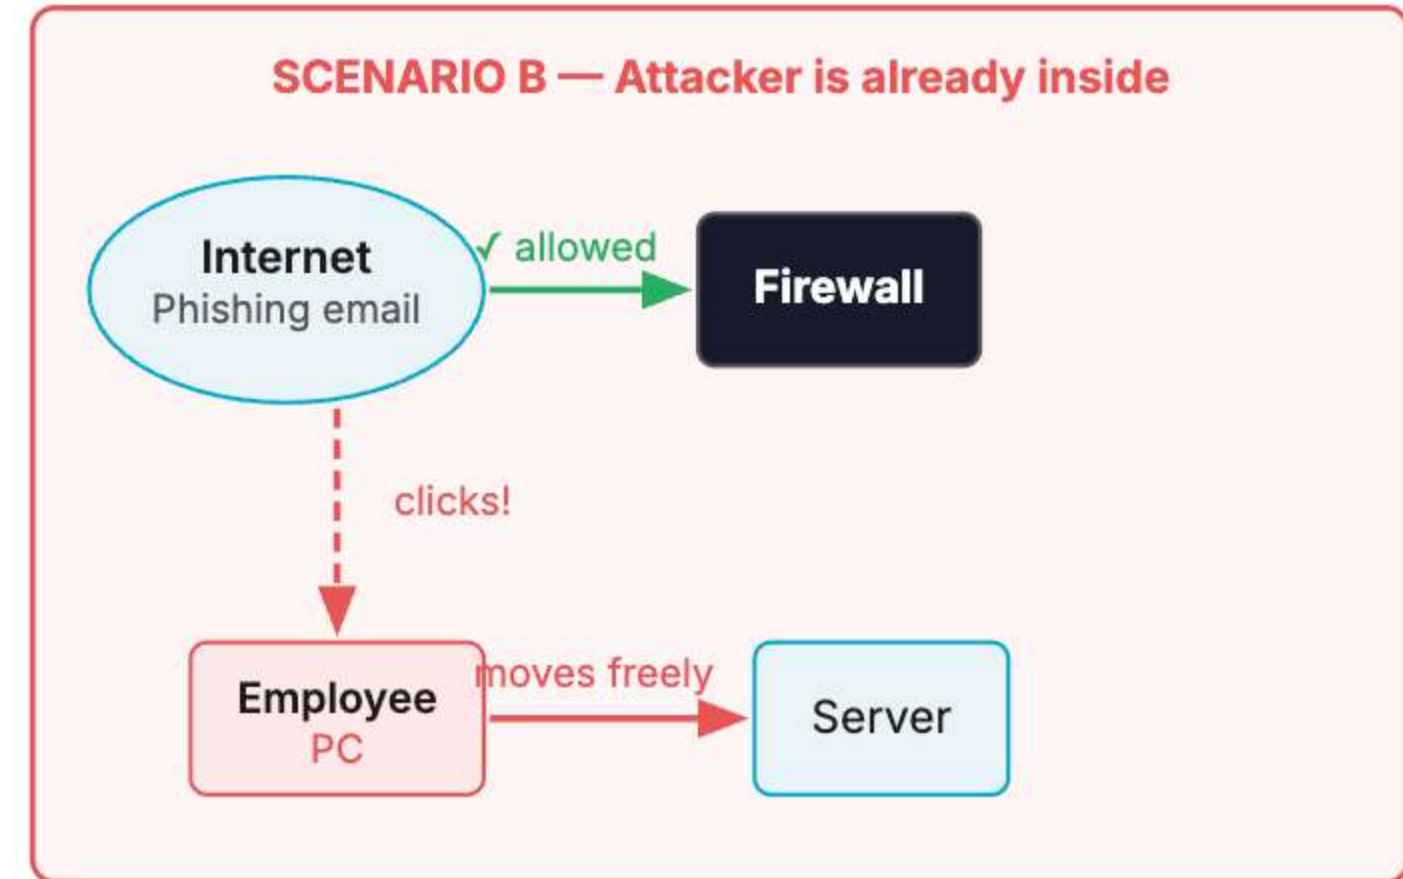 SCENARIO B — Attacker is already inside
Internet
Phishing email
✓ allowed
Firewall
clicks!
Employee
PC
moves freely
Server